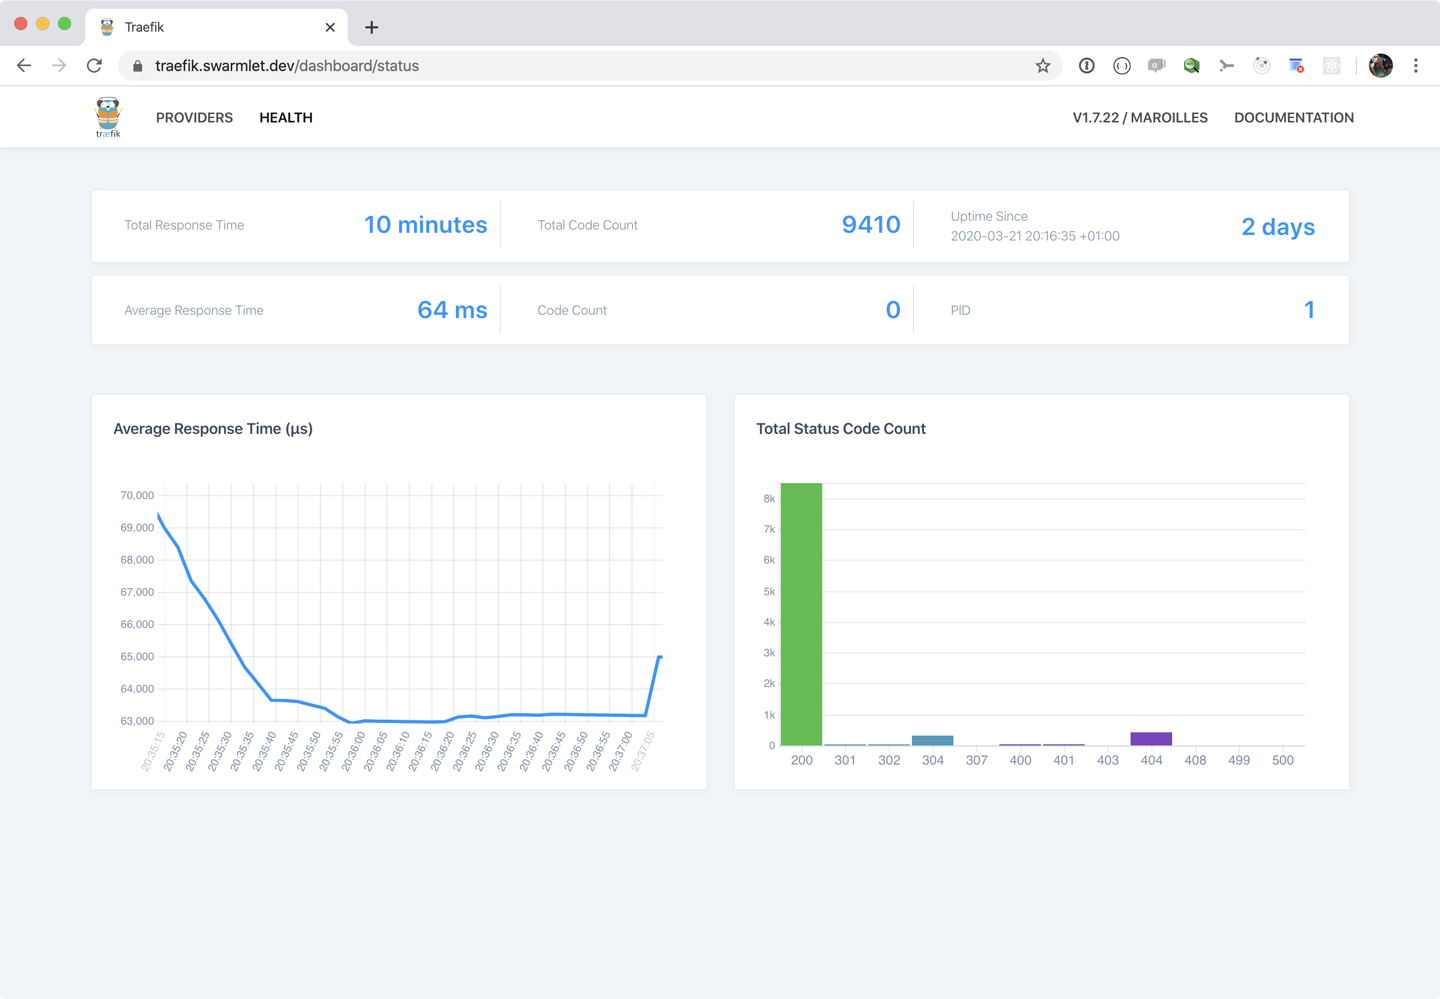 Traefik
traefik.swarmlet.dev/dashboard/status
træfik
PROVIDERS
HEALTH
V1.7.22 / MAROILLES
DOCUMENTATION
Total Response Time
10 minutes
Total Code Count
9410
Uptime Since
2020-03-21 20:16:35 +01:00
2 days
Average Response Time
64 ms
Code Count
0
PID
1
Average Response Time (µs)
70,000
69,000
68,000
67,000
66,000
65,000
64,000
63,000
20:35:15
20:35:20
20:35:25
20:35:30
20:35:35
20:35:40
20:35:45
20:35:50
20:35:55
20:36:00
20:36:05
20:36:10
20:36:15
20:36:20
20:36:25
20:36:30
20:36:35
20:36:40
20:36:45
20:36:50
20:36:55
20:37:00
20:37:05
Total Status Code Count
8k
7k
6k
5k
4k
3k
2k
1k
0
200
301
302
304
307
400
401
403
404
408
499
500